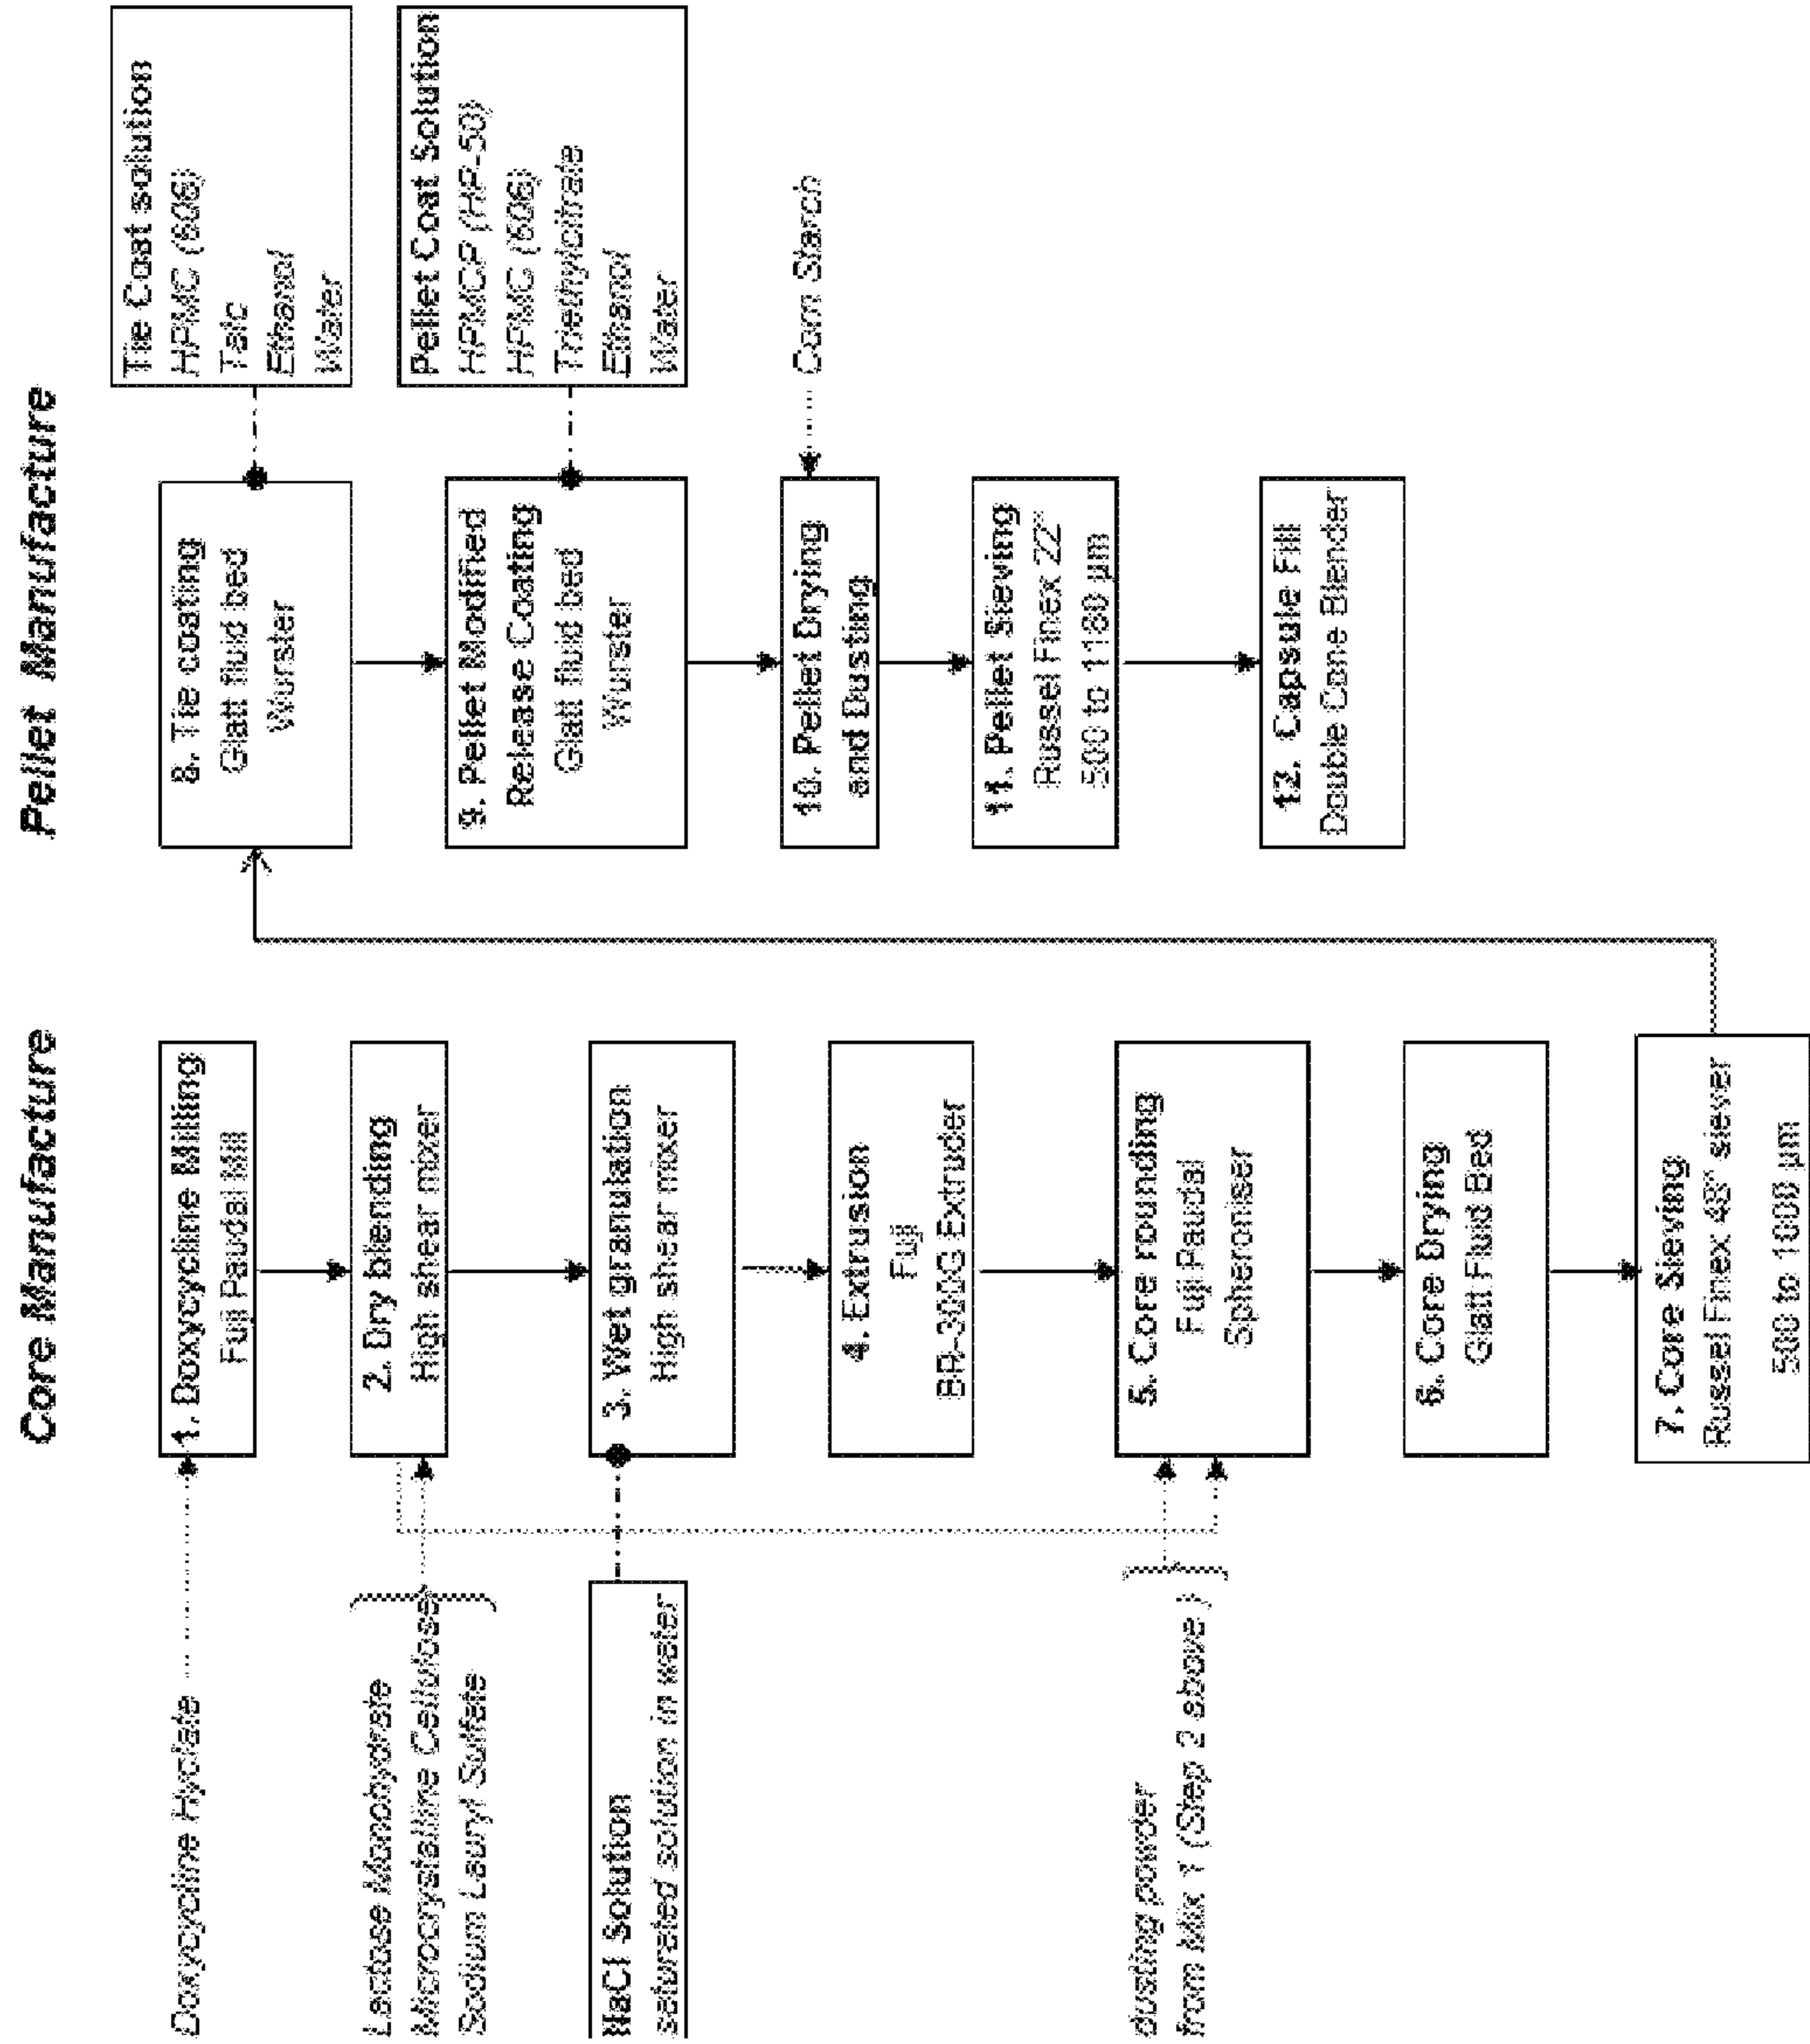 Core Manufacture
Doxycycline Hyclate
1. Doxycycline Milling
Fuji Paudal Mill
Lactose Monohydrate
Microcrystalline Cellulose
Sodium Lauryl Sulfate
2. Dry blending
High shear mixer
NaCl Solution
saturated solution in water
3. Wet granulation
High shear mixer
4. Extrusion
Fuji
BR-300G Extruder
dusting powder
from Mix 1 (Step 2 above)
5. Core rounding
Fuji Paudal
Spheroniser
6. Core Drying
Glatt Fluid Bed
7. Core Sieving
Russel Finex 48" siever
500 to 1000 µm
Pellet Manufacture
8. Tie coating
Glatt fluid bed
Wurster
Tie Coat solution
HPMC (606)
Talc
Ethanol
Water
9. Pellet Modified
Release Coating
Glatt fluid bed
Wurster
Pellet Coat Solution
HPMCP (HP-50)
HPMC (606)
Triethylcitrate
Ethanol
Water
10. Pellet Drying
and Dusting
Corn Starch
11. Pellet Sieving
Russel Finex 22"
500 to 1180 µm
12. Capsule Fill
Double Cone Blender